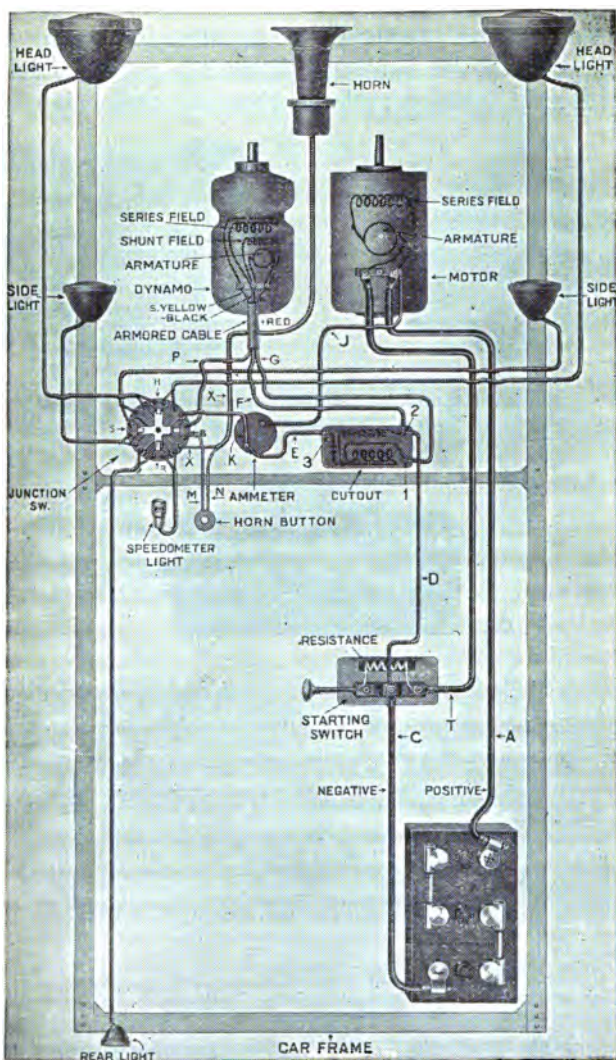 HEAD
LIGHT
HORN
HEAD
LIGHT
SERIES FIELD
SHUNT FIELD
ARMATURE
DYNAMO
S.YELLOW
-BLACK
ARMORED CABLE
+RED
SERIES FIELD
ARMATURE
MOTOR
SIDE
LIGHT
SIDE
LIGHT
P
G
J
X
F
H
S
B
R
X
K
E
3
2
1
JUNCTION
SW.
M
N
AMMETER
CUTOUT
HORN BUTTON
SPEEDOMETER
LIGHT
D
RESISTANCE
STARTING
SWITCH
C
T
A
NEGATIVE
POSITIVE
REAR LIGHT
CAR FRAME